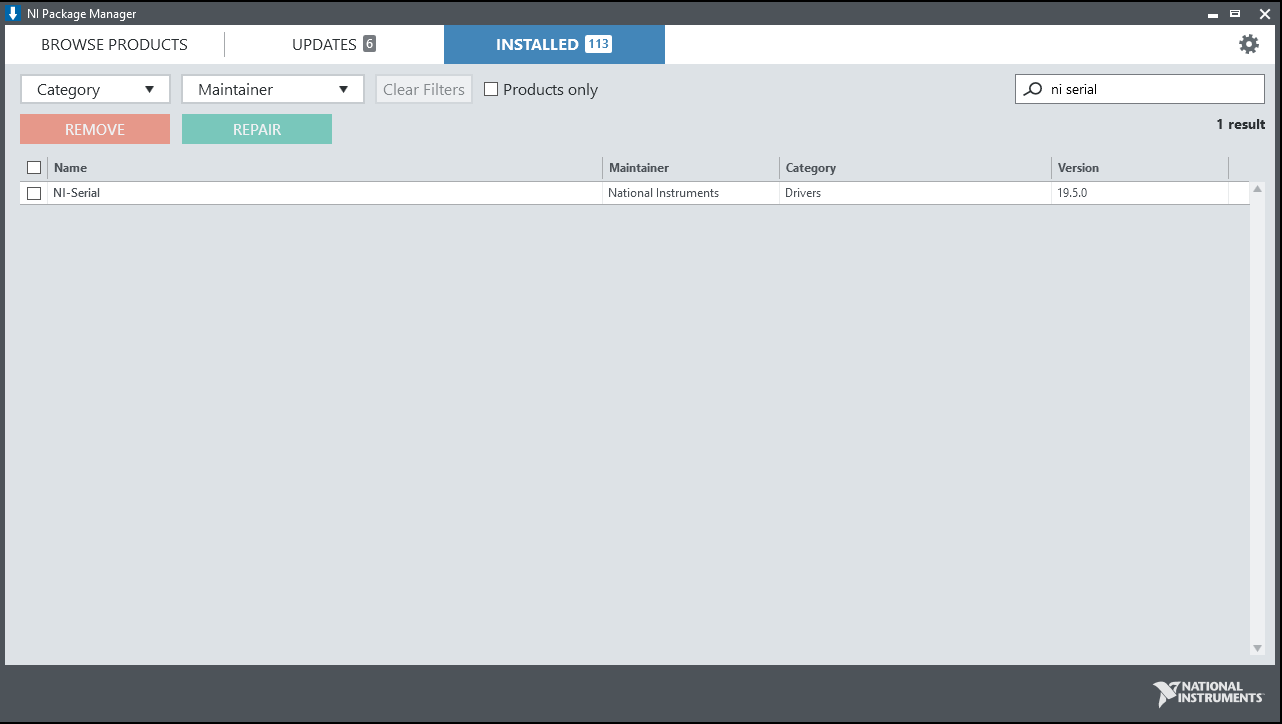 NI Package Manager
BROWSE PRODUCTS UPDATES 6 INSTALLED 113
Category Maintainer Clear Filters Products only ni serial
REMOVE REPAIR 1 result
Name Maintainer Category Version
NI-Serial National Instruments Drivers 19.5.0
NATIONAL
INSTRUMENTS